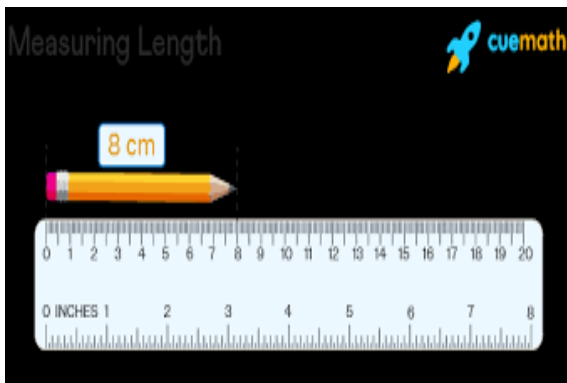 Measuring Length
cuemath
8 cm
0 1 2 3 4 5 6 7 8 9 10 11 12 13 14 15 16 17 18 19 20
0 INCHES 1 2 3 4 5 6 7 8